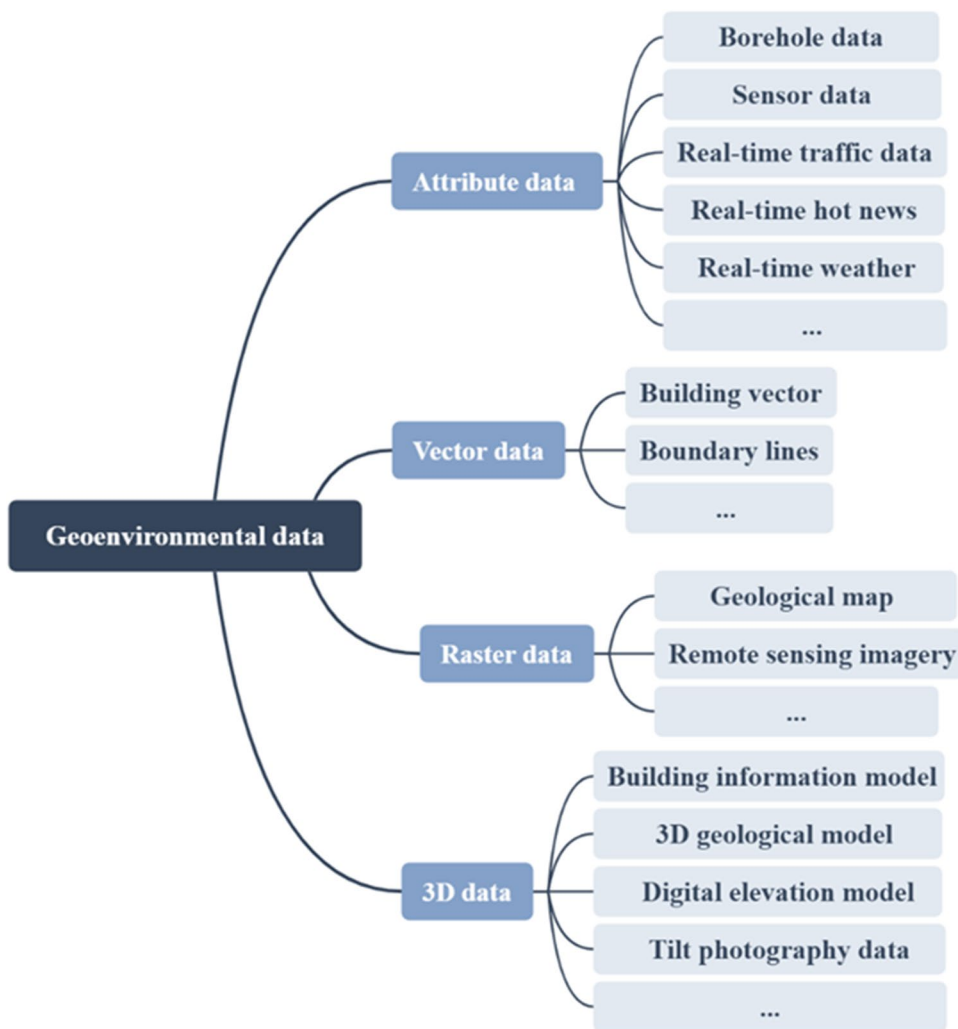 Geoenvironmental data
Attribute data
Borehole data
Sensor data
Real-time traffic data
Real-time hot news
Real-time weather
...
Vector data
Building vector
Boundary lines
...
Raster data
Geological map
Remote sensing imagery
...
3D data
Building information model
3D geological model
Digital elevation model
Tilt photography data
...